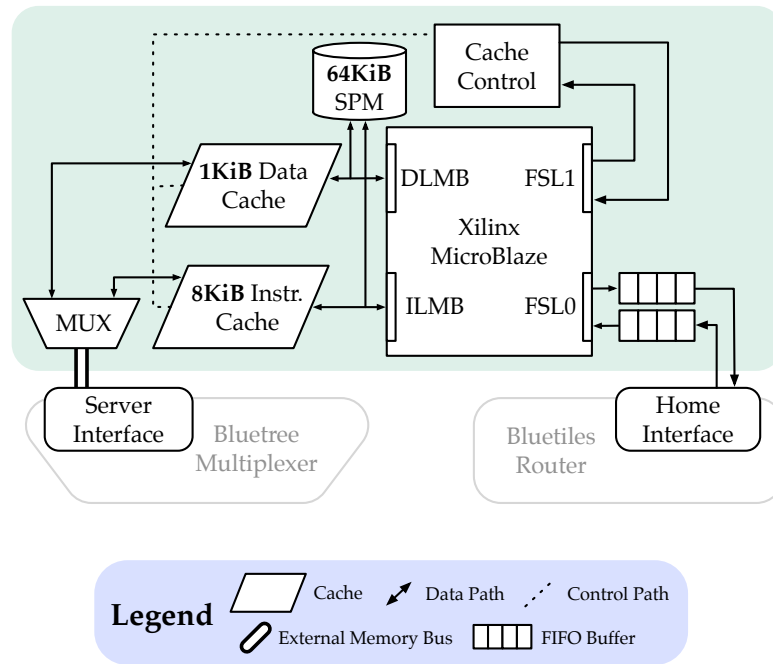 Cache
Control
64KiB
SPM
1KiB Data
Cache
DLMB
FSL1
Xilinx
MicroBlaze
8KiB Instr.
Cache
ILMB
FSL0
MUX
Server
Interface
Bluetree
Multiplexer
Bluetiles
Router
Home
Interface
Legend
Cache
Data Path
Control Path
External Memory Bus
FIFO Buffer